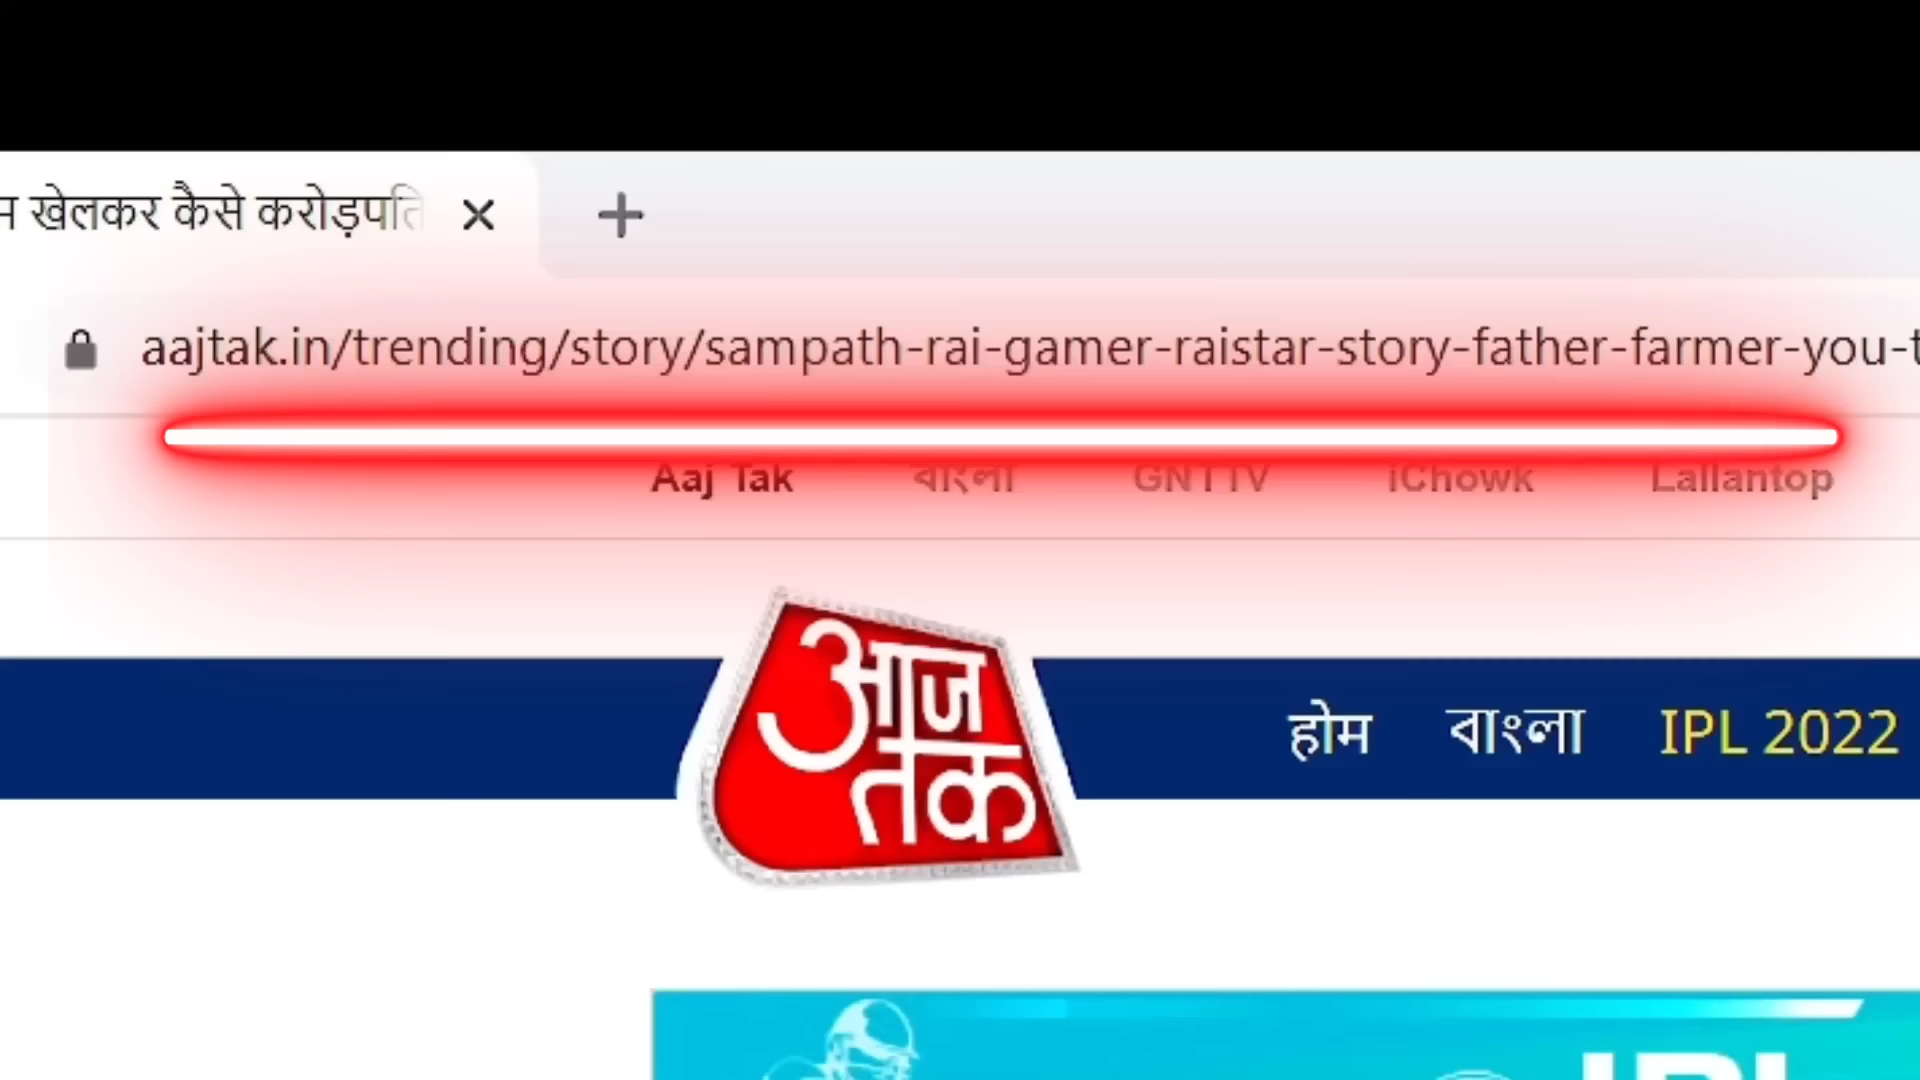 खेलकर कैसे करोड़पति
aajtak.in/trending/story/sampath-rai-gamer-raistar-story-father-farmer-you-t
Aaj Tak বাংলা GNTTV iChowk Lallantop
आज
तक
होम বাংলা IPL 2022